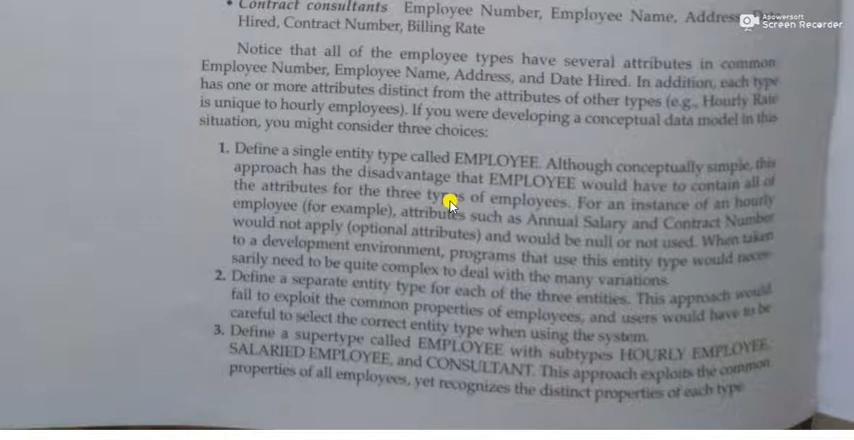 • Contract consultants Employee Number, Employee Name, Address, Date
Hired, Contract Number, Billing Rate
Apowersoft
Screen Recorder
Notice that all of the employee types have several attributes in common
Employee Number, Employee Name, Address, and Date Hired. In addition, each type
has one or more attributes distinct from the attributes of other types (e.g., Hourly Rate
is unique to hourly employees). If you were developing a conceptual data model in this
situation, you might consider three choices:
1. Define a single entity type called EMPLOYEE. Although conceptually simple, this
approach has the disadvantage that EMPLOYEE would have to contain all of
the attributes for the three types of employees. For an instance of an hourly
employee (for example), attributes such as Annual Salary and Contract Number
would not apply (optional attributes) and would be null or not used. When taken
to a development environment, programs that use this entity type would neces-
sarily need to be quite complex to deal with the many variations.
2. Define a separate entity type for each of the three entities. This approach would
fail to exploit the common properties of employees, and users would have to be
careful to select the correct entity type when using the system.
3. Define a supertype called EMPLOYEE with subtypes HOURLY EMPLOYEE,
SALARIED EMPLOYEE, and CONSULTANT. This approach exploits the common
properties of all employees, yet recognizes the distinct properties of each type